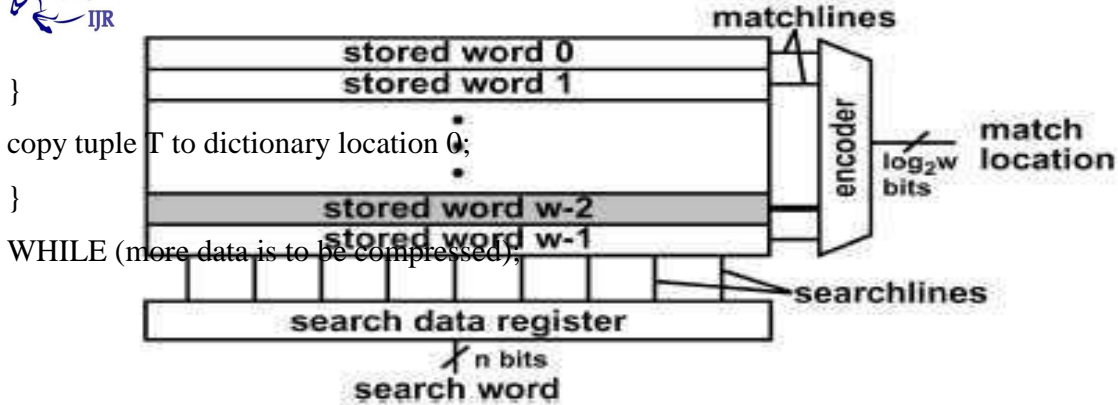 IJR
matchlines
stored word 0
}
stored word 1
copy tuple T to dictionary location 0;
encoder
match
location
log2w
bits
}
stored word w-2
WHILE (more data is to be compressed);
stored word w-1
searchlines
search data register
n bits
search word